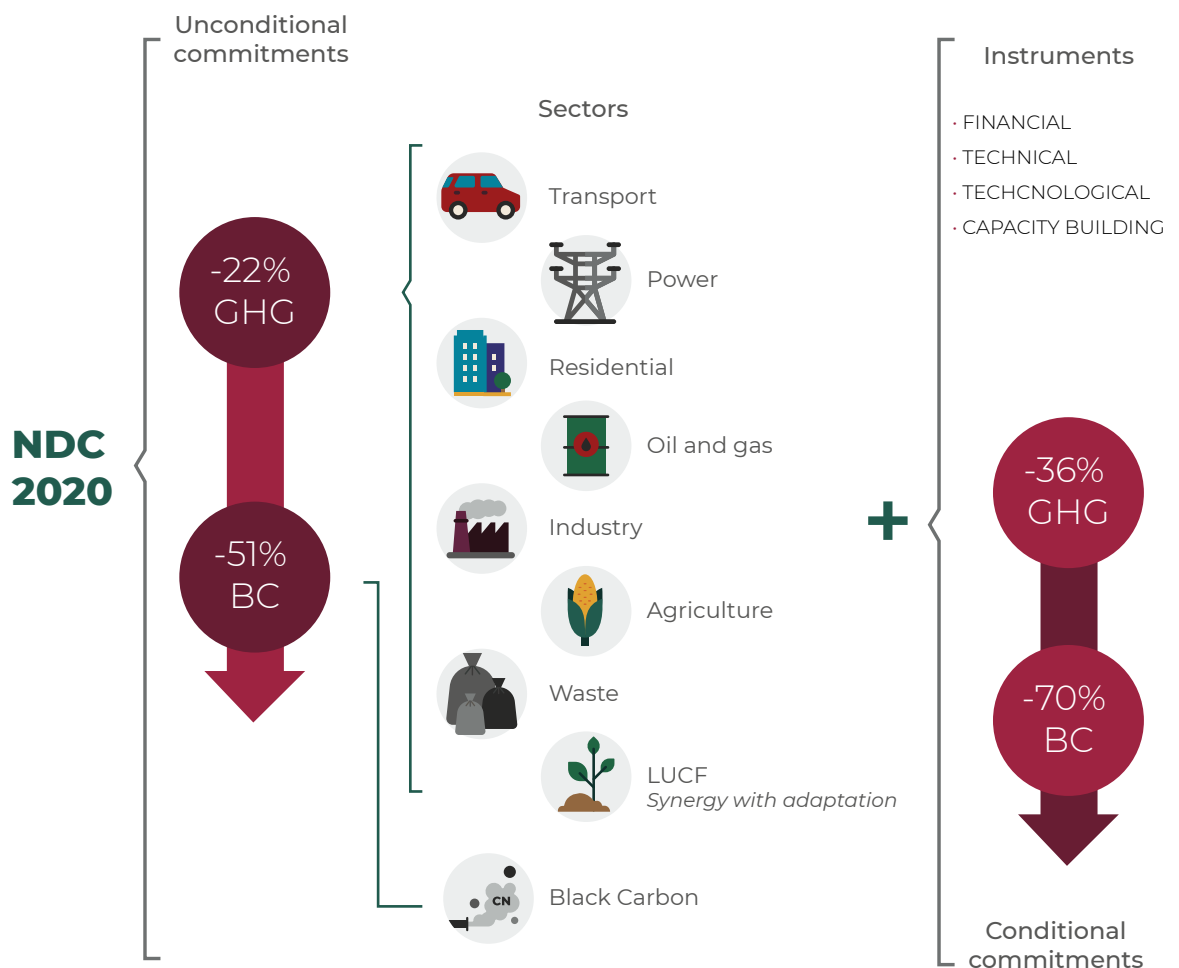 Unconditional
commitments
Instruments
Sectors
· FINANCIAL
· TECHNICAL
· TECHCNOLOGICAL
· CAPACITY BUILDING
Transport
Power
-22%
GHG
Residential
NDC
2020
Oil and gas
-36%
GHG
Industry
-51%
BC
Agriculture
Waste
-70%
BC
LUCF
Synergy with adaptation
CN
Black Carbon
Conditional
commitments